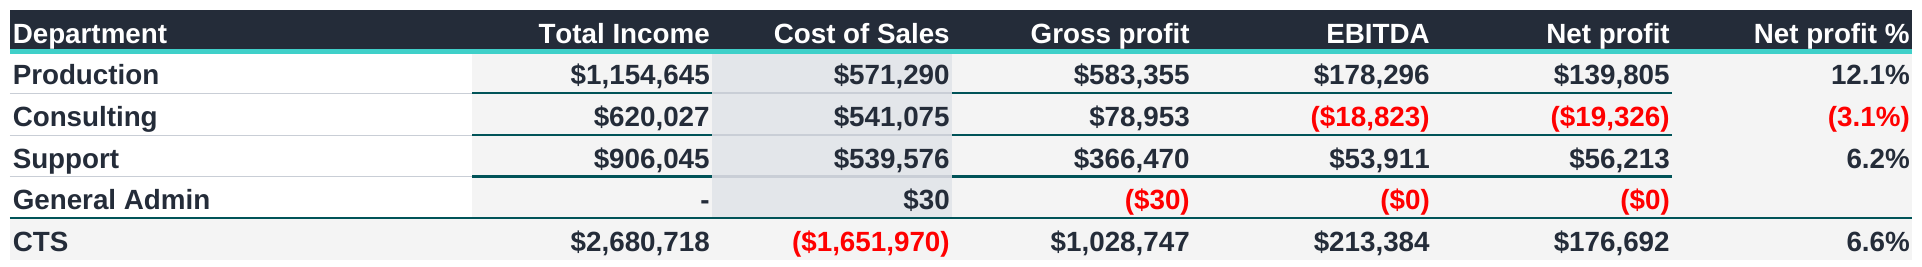 Department Total Income Cost of Sales Gross profit EBITDA Net profit Net profit %
Production $1,154,645 $571,290 $583,355 $178,296 $139,805 12.1%
Consulting $620,027 $541,075 $78,953 ($18,823) ($19,326) (3.1%)
Support $906,045 $539,576 $366,470 $53,911 $56,213 6.2%
General Admin - $30 ($30) ($0) ($0)
CTS $2,680,718 ($1,651,970) $1,028,747 $213,384 $176,692 6.6%